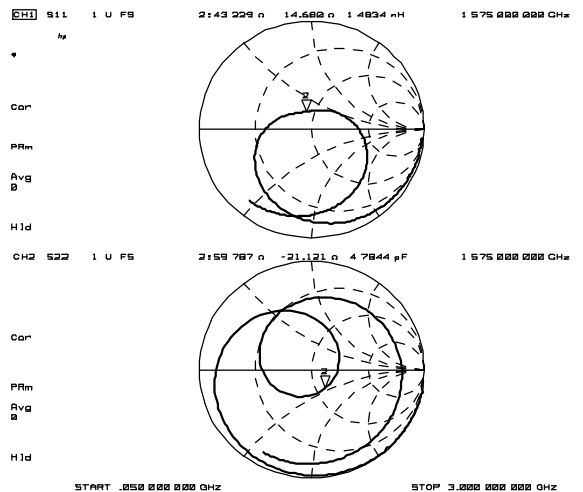 CH1 S11 1 U FS 2:43.229 Ω 14.680 Ω 1.4834 nH 1 575.000 000 GHz
hp
Cor
PRm
Avg
0
Hld
2
CH2 S22 1 U FS 2:59.787 Ω -21.121 Ω 4.7844 pF 1 575.000 000 GHz
Cor
PRm
Avg
0
Hld
2
START .050 000 000 GHz STOP 3.000 000 000 GHz